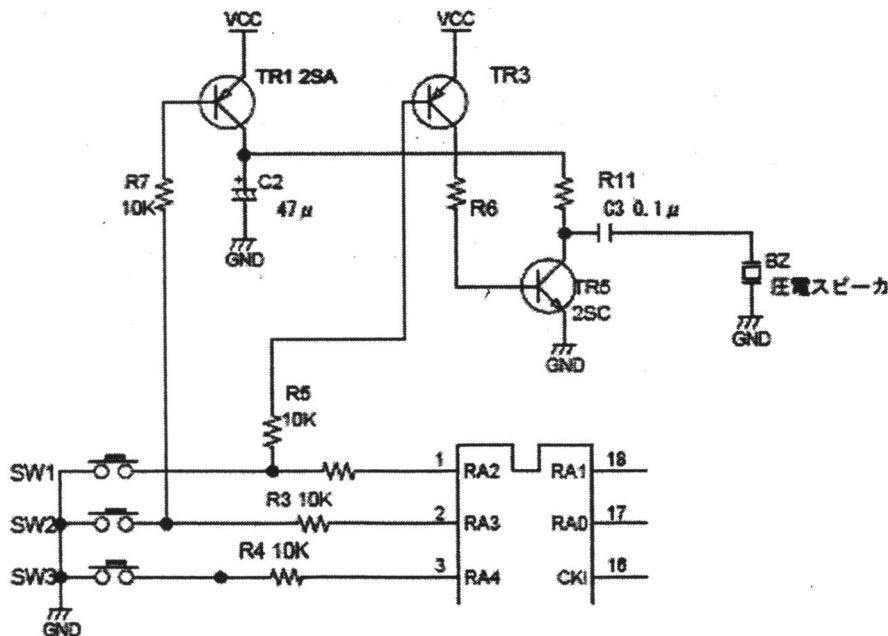 VCC
VCC
TR1 2SA
TR3
R7
10K
C2
+
47μ
GND
R6
R11
C3 0.1μ
TR5
2SC
GND
BZ
圧電スピーカ
GND
R5
10K
SW1
1
RA2
RA1
18
SW2
R3 10K
2
RA3
RA0
17
SW3
R4 10K
3
RA4
CKI
16
GND